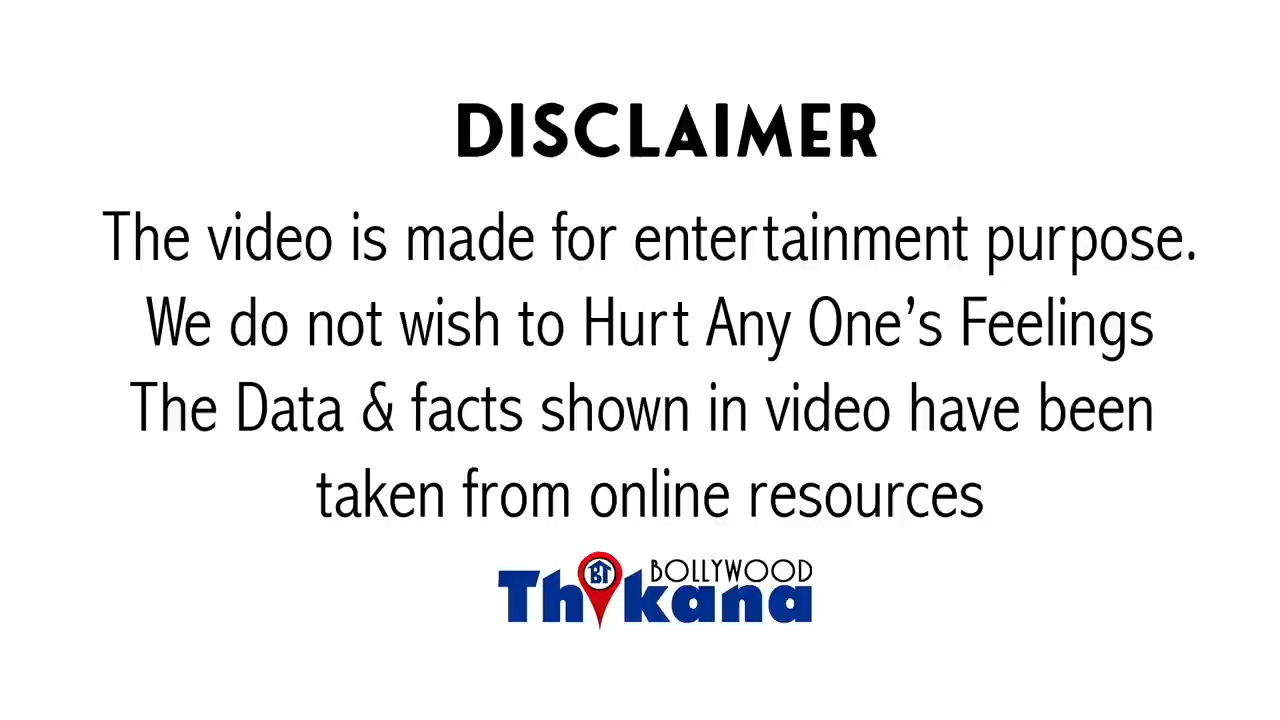 DISCLAIMER
The video is made for entertainment purpose.
We do not wish to Hurt Any One’s Feelings
The Data & facts shown in video have been
taken from online resources
BT BOLLYWOOD
Thikana